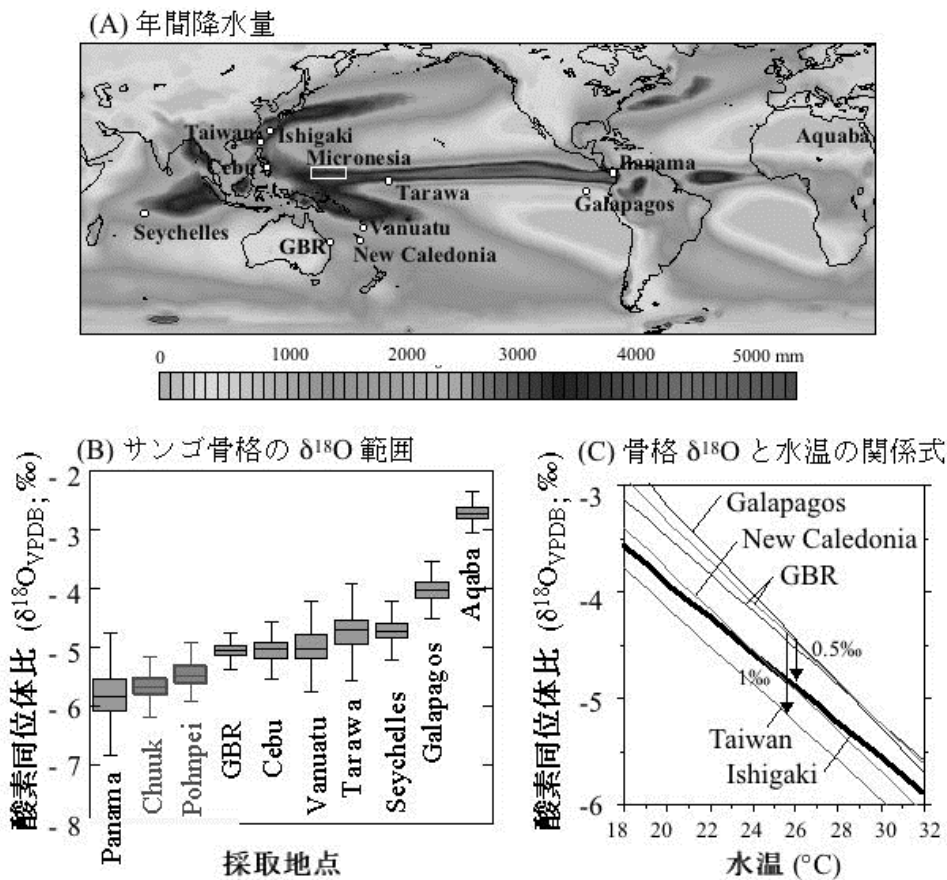 (A) 年間降水量
Taiwan
Ishigaki
Aquaba
Cebu
Micronesia
Panama
Tarawa
Galapagos
Seychelles
Vanuatu
GBR
New Caledonia
0 1000 2000 3000 4000 5000 mm
(B) サンゴ骨格の δ¹⁸O 範囲
酸素同位体比 (δ¹⁸OVPDB; ‰)
- 2
- 3
- 4
- 5
- 6
- 7
- 8
Panama
Chuuk
Pohnpei
GBR
Cebu
Vanuatu
Tarawa
Seychelles
Galapagos
Aqaba
採取地点
(C) 骨格 δ¹⁸O と水温の関係式
酸素同位体比 (δ¹⁸OVPDB; ‰)
-3
-4
-5
-6
Galapagos
New Caledonia
GBR
0.5‰
1‰
Taiwan
Ishigaki
18 20 22 24 26 28 30 32
水温 (°C)